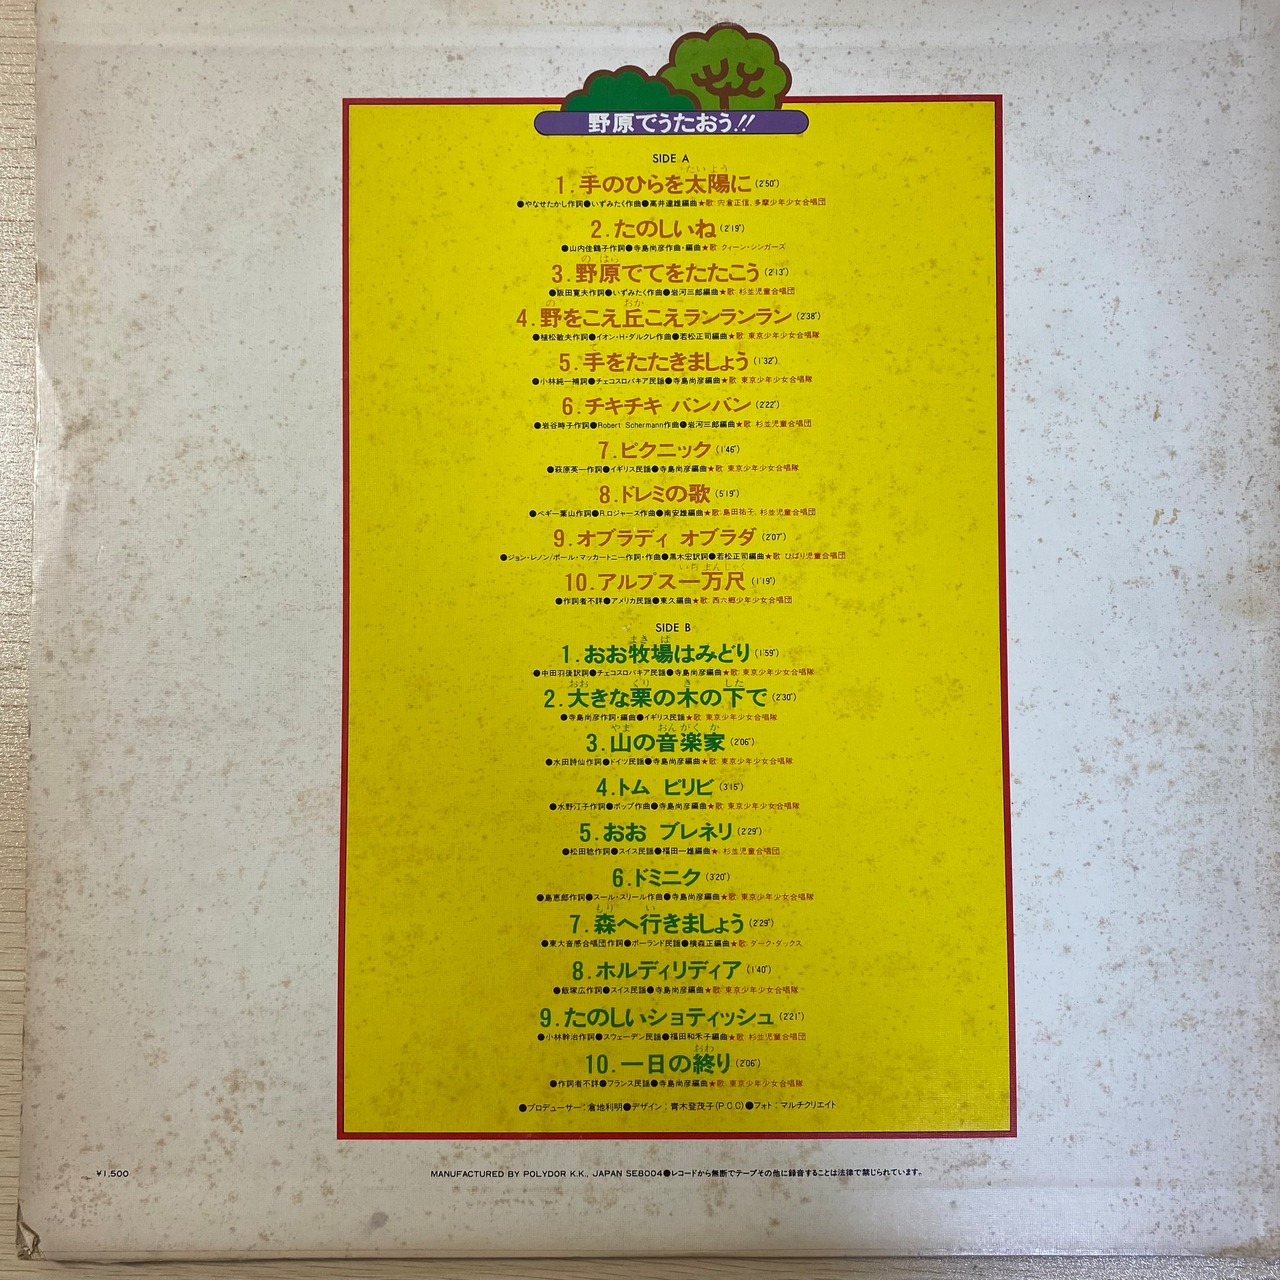 野原でうたおう!!
SIDE A
たいよう
1.手のひらを太陽に(2'50")
●やなせたかし作詞●いずみたく作曲●高井達雄編曲★歌:宍倉正信、多摩少年少女合唱団
2.たのしいね(2'19")
●山内佳鶴子作詞●寺島尚彦作曲・編曲★歌:クィーン・シンガーズ
の はら
3.野原でてをたたこう(2'13")
●阪田寛夫作詞●いずみたく作曲●岩河三郎編曲★歌:杉並児童合唱団
の おか
4.野をこえ丘こえランランラン(2'38")
●植松敏夫作詞●イオン・H・ダルクレ作曲●若松正司編曲★歌:東京少年少女合唱隊
て
5.手をたたきましょう(1'32")
●小林純一補詞●チェコスロバキア民謡●寺島尚彦編曲★歌:東京少年少女合唱隊
6.チキチキ バンバン(2'22")
●岩谷時子作詞●Robert Schermann作曲●岩河三郎編曲★歌:杉並児童合唱団
7.ピクニック(1'46")
●萩原英一作詞●イギリス民謡●寺島尚彦編曲★歌:東京少年少女合唱隊
8.ドレミの歌(5'19")
●ペギー葉山作詞●R.ロジャース作曲●南安雄編曲★歌:島田祐子、杉並児童合唱団
9.オブラディ オブラダ(2'07")
●ジョン・レノン/ポール・マッカートニー作詞・作曲●黒木宏訳詞●若松正司編曲★歌:ひばり児童合唱団
いち まん じゃく
10.アルプス一万尺(1'19")
●作詞者不詳●アメリカ民謡●東久編曲★歌:西六郷少年少女合唱団
SIDE B
まき ば
1.おお牧場はみどり(1'59")
●中田羽後訳詞●チェコスロバキア民謡●寺島尚彦編曲★歌:東京少年少女合唱隊
おお くり き した
2.大きな栗の木の下で(2'30")
●寺島尚彦作詞・編曲●イギリス民謡★歌:東京少年少女合唱隊
やま おん がく か
3.山の音楽家(2'06")
●水田詩仙作詞●ドイツ民謡●寺島尚彦編曲★歌:東京少年少女合唱隊
4.トム ピリビ(3'15")
●水野汀子作詞●ポップ作曲●寺島尚彦編曲★歌:東京少年少女合唱隊
5.おお ブレネリ(2'29")
●松田稔作詞●スイス民謡●福田一雄編曲★歌:杉並児童合唱団
6.ドミニク(3'20")
●島恵郎作詞●スール・スリール作曲●寺島尚彦編曲★歌:東京少年少女合唱隊
もり い
7.森へ行きましょう(2'29")
●東大音感合唱団作詞●ポーランド民謡●横森正編曲★歌:ダーク・ダックス
8.ホルディリディア(1'40")
●飯塚広作詞●スイス民謡●寺島尚彦編曲★歌:東京少年少女合唱隊
9.たのしいショティッシュ(2'21")
●小林幹治作詞●スウェーデン民謡●福田和禾子編曲★歌:杉並児童合唱団
おわ
10.一日の終り(2'06")
●作詞者不詳●フランス民謡●寺島尚彦編曲★歌:東京少年少女合唱隊
●プロデューサー:倉地利明●デザイン:青木登茂子(P.C.C)●フォト:マルチクリエイト
¥1,500
MANUFACTURED BY POLYDOR K.K., JAPAN SE8004●レコードから無断でテープその他に録音することは法律で禁じられています。